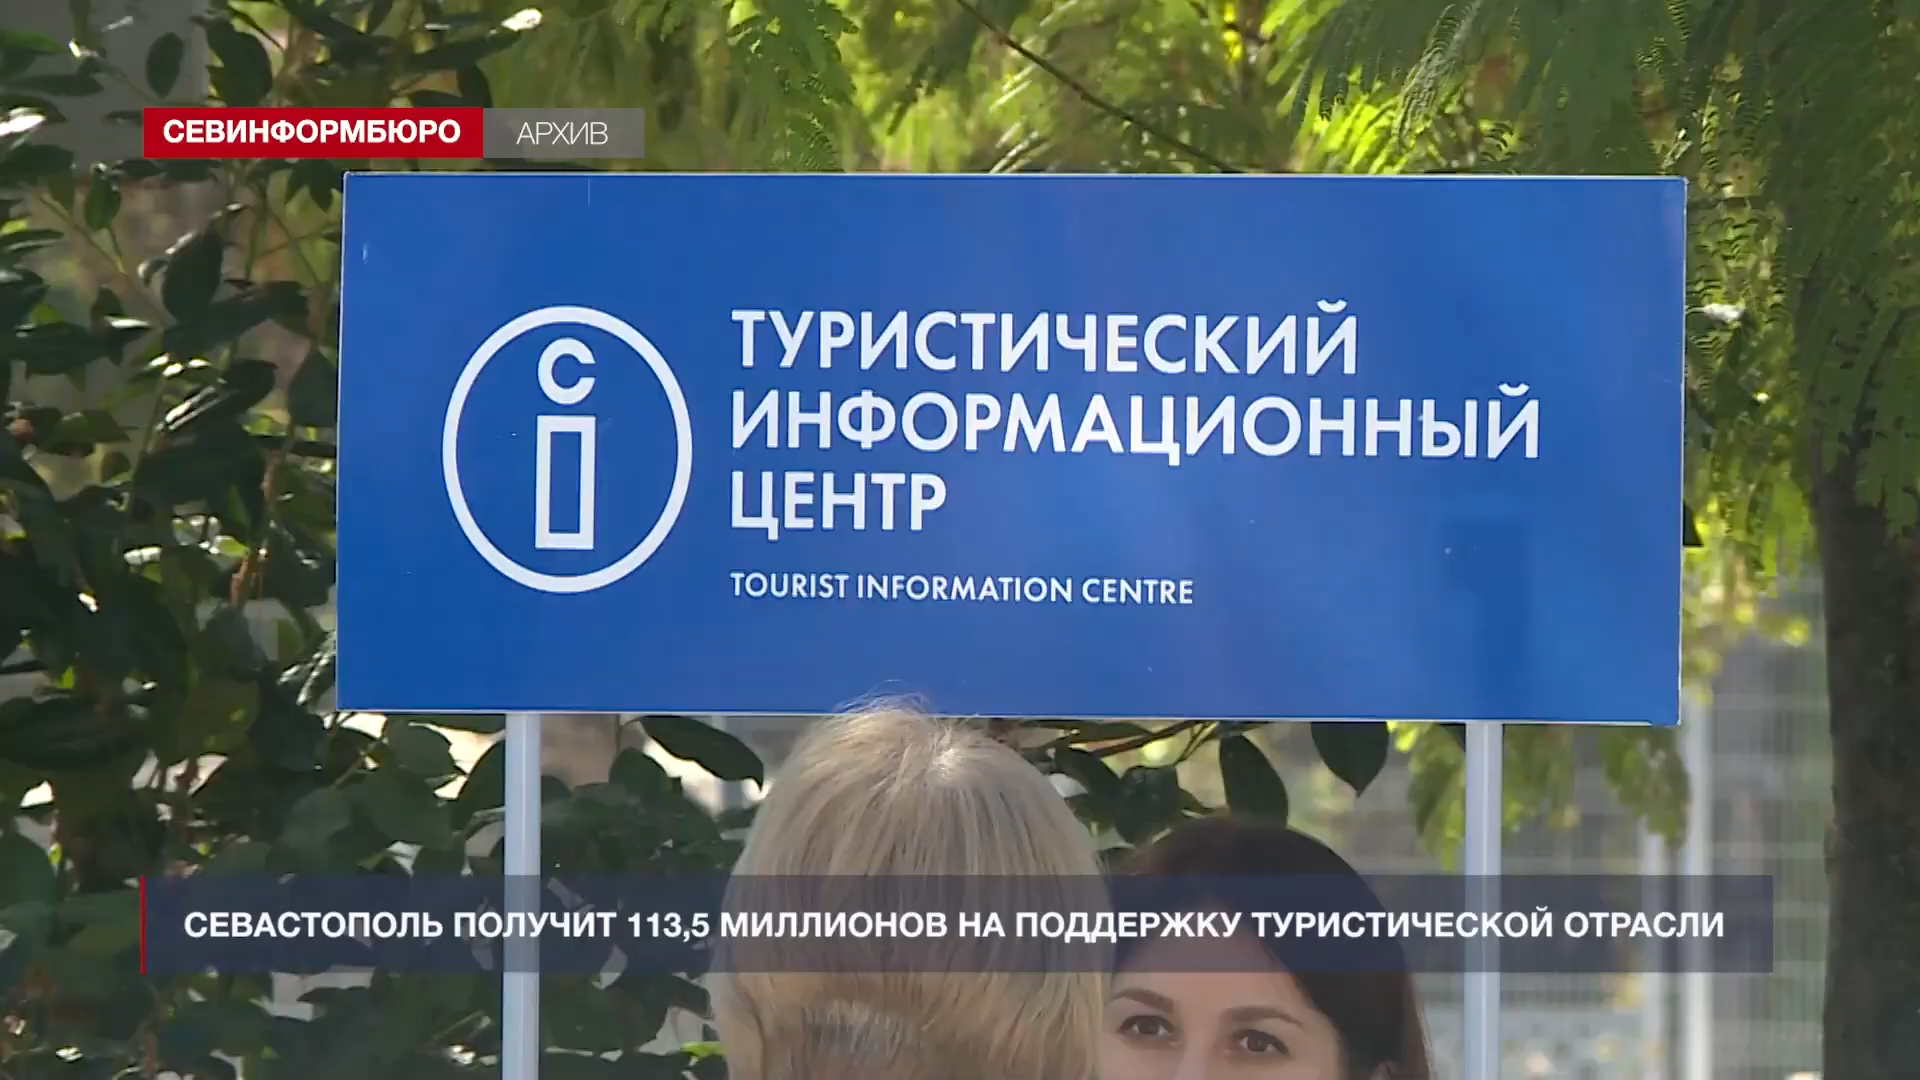 СЕВИНФОРМБЮРО АРХИВ
С
ТУРИСТИЧЕСКИЙ
ИНФОРМАЦИОННЫЙ
ЦЕНТР
TOURIST INFORMATION CENTRE
СЕВАСТОПОЛЬ ПОЛУЧИТ 113,5 МИЛЛИОНОВ НА ПОДДЕРЖКУ ТУРИСТИЧЕСКОЙ ОТРАСЛИ